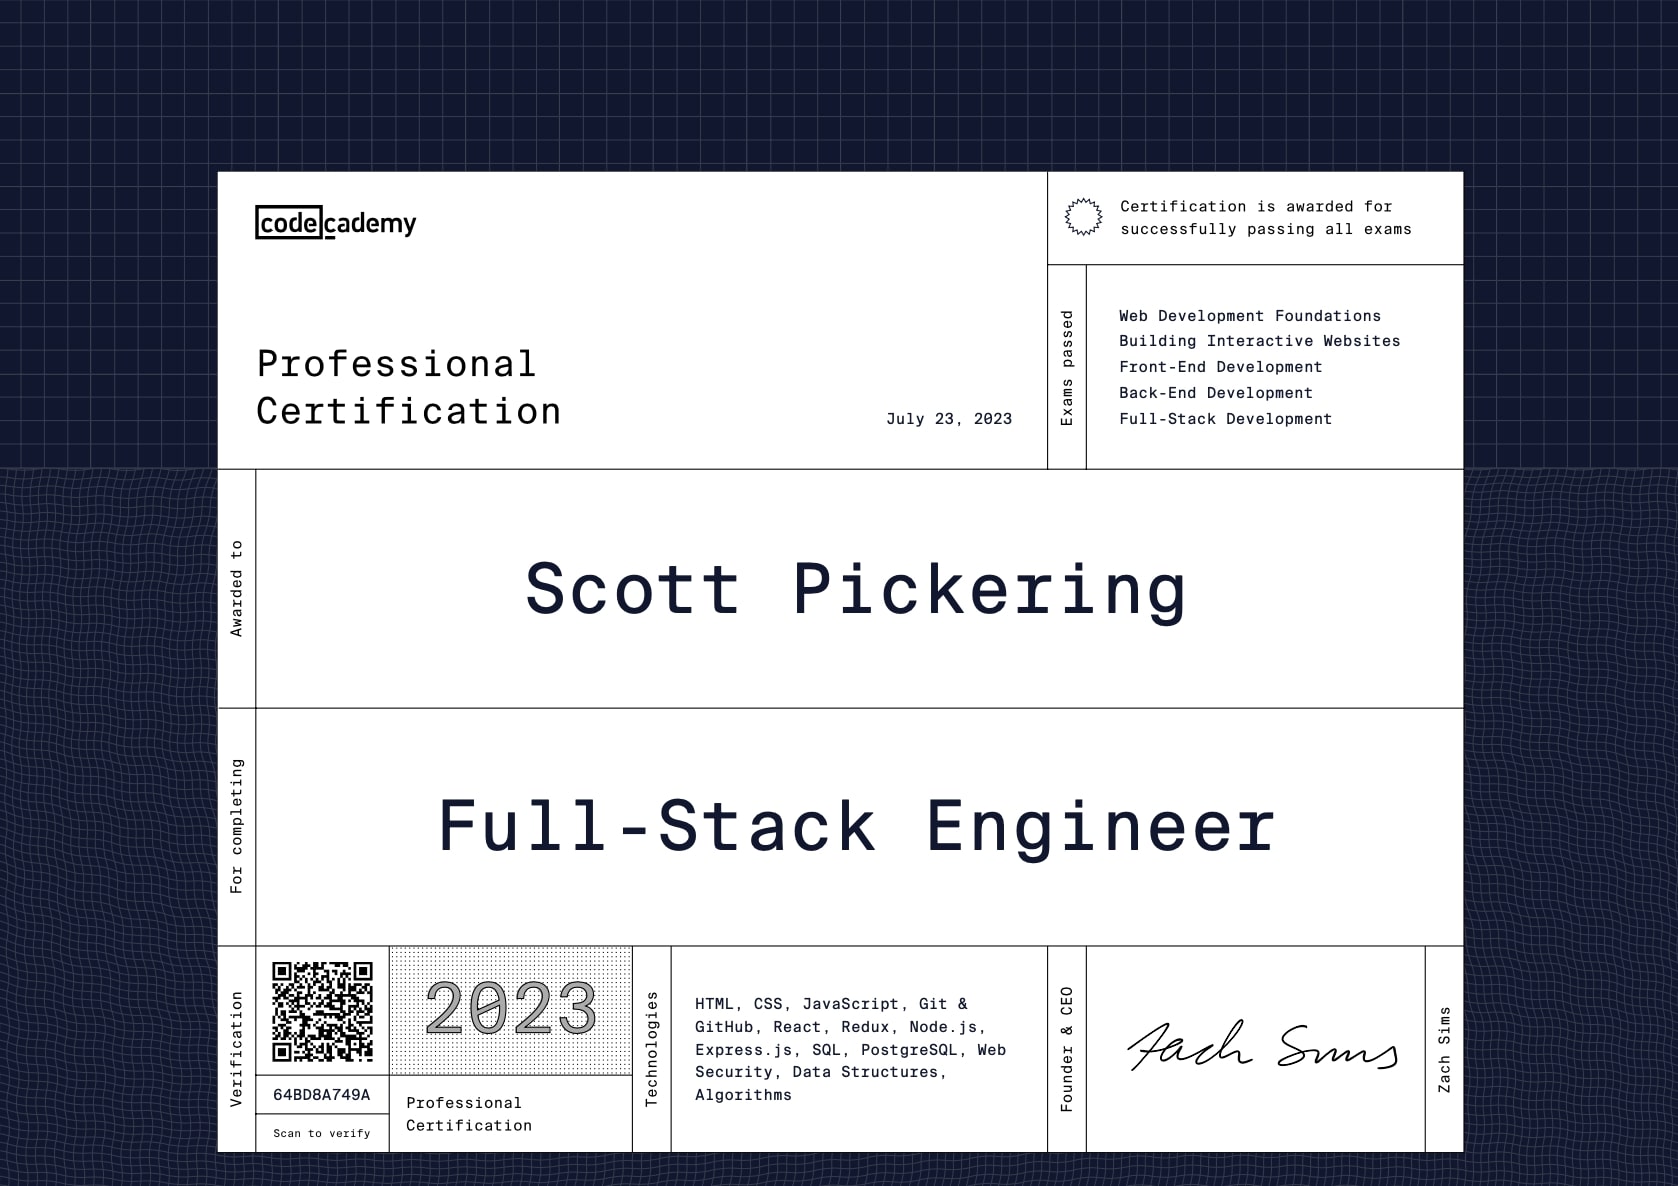 codecademy
Professional
Certification
July 23, 2023
Certification is awarded for
successfully passing all exams
Exams passed
Web Development Foundations
Building Interactive Websites
Front-End Development
Back-End Development
Full-Stack Development
Awarded to
Scott Pickering
For completing
Full-Stack Engineer
Verification
64BD8A749A
Scan to verify
2023
Professional
Certification
Technologies
HTML, CSS, JavaScript, Git &
GitHub, React, Redux, Node.js,
Express.js, SQL, PostgreSQL, Web
Security, Data Structures,
Algorithms
Founder & CEO
Zach Sims
Zach Sims